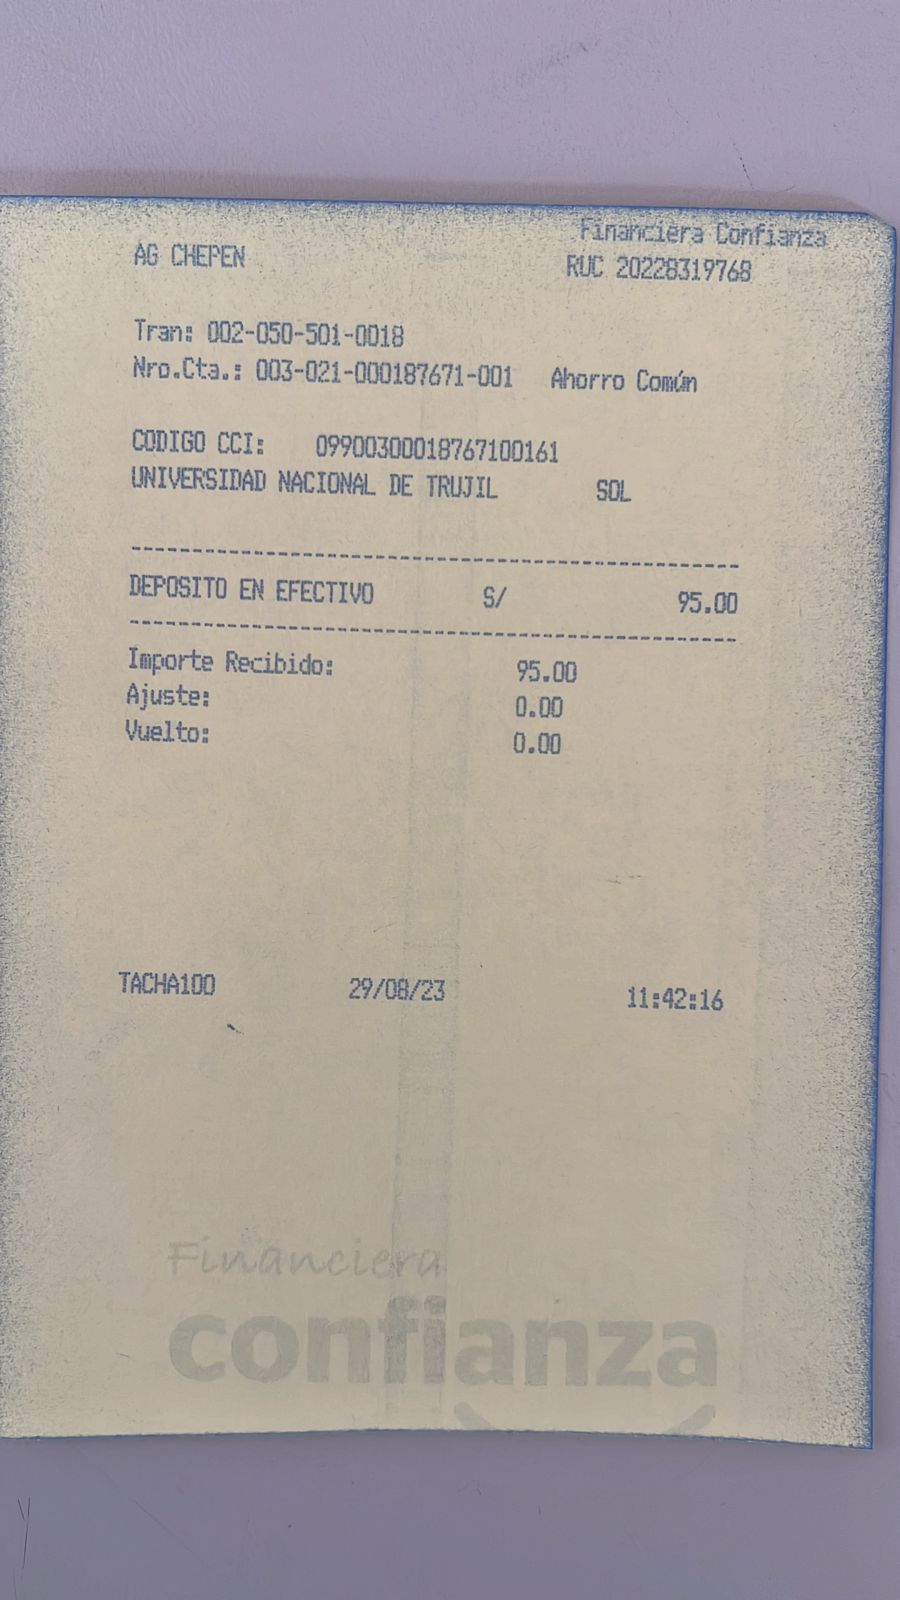 Financiera Confianza
AG CHEPEN
RUC 20228319768
Tran: 002-050-501-0018
Nro.Cta.: 003-021-000187671-001 Ahorro Común
CODIGO CCI: 09900300018767100161
UNIVERSIDAD NACIONAL DE TRUJIL SOL
DEPOSITO EN EFECTIVO S/ 95.00
Importe Recibido: 95.00
Ajuste: 0.00
Vuelto: 0.00
TACHA100 29/08/23 11:42:16
Financiera
confianza